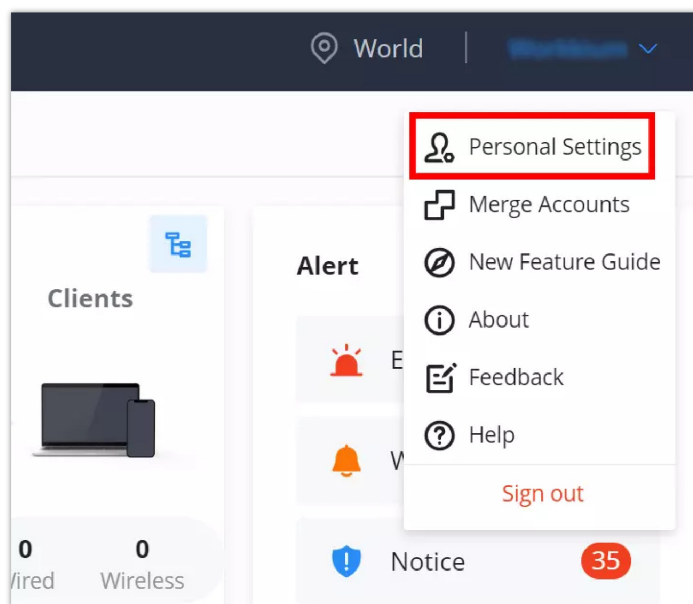 World
Personal Settings
Merge Accounts
New Feature Guide
About
Feedback
Help
Sign out
Clients
0
0
Wireless
Alert
Notice
35